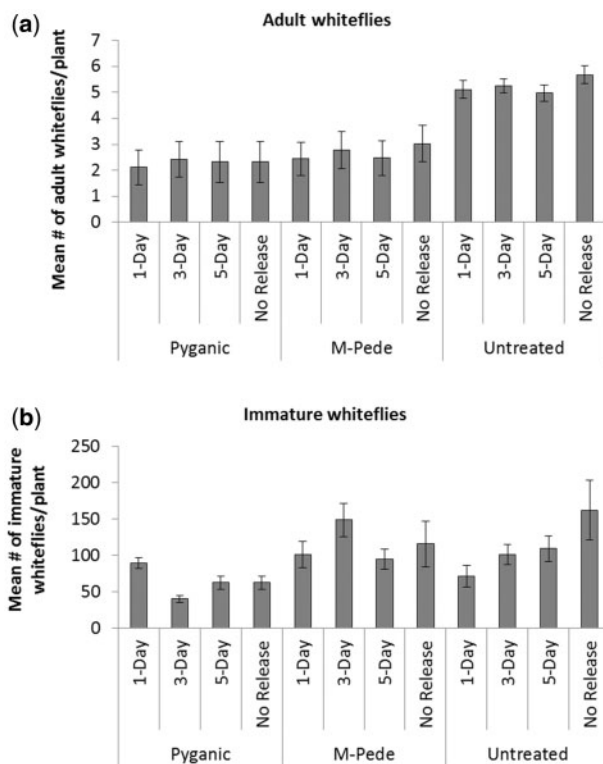 (a)
Adult whiteflies
Mean # of adult whiteflies/plant
7
6
5
4
3
2
1
0
1-Day
3-Day
5-Day
No Release
1-Day
3-Day
5-Day
No Release
1-Day
3-Day
5-Day
No Release
Pyganic
M-Pede
Untreated
(b)
Immature whiteflies
Mean # of immature
whiteflies/plant
250
200
150
100
50
0
1-Day
3-Day
5-Day
No Release
1-Day
3-Day
5-Day
No Release
1-Day
3-Day
5-Day
No Release
Pyganic
M-Pede
Untreated